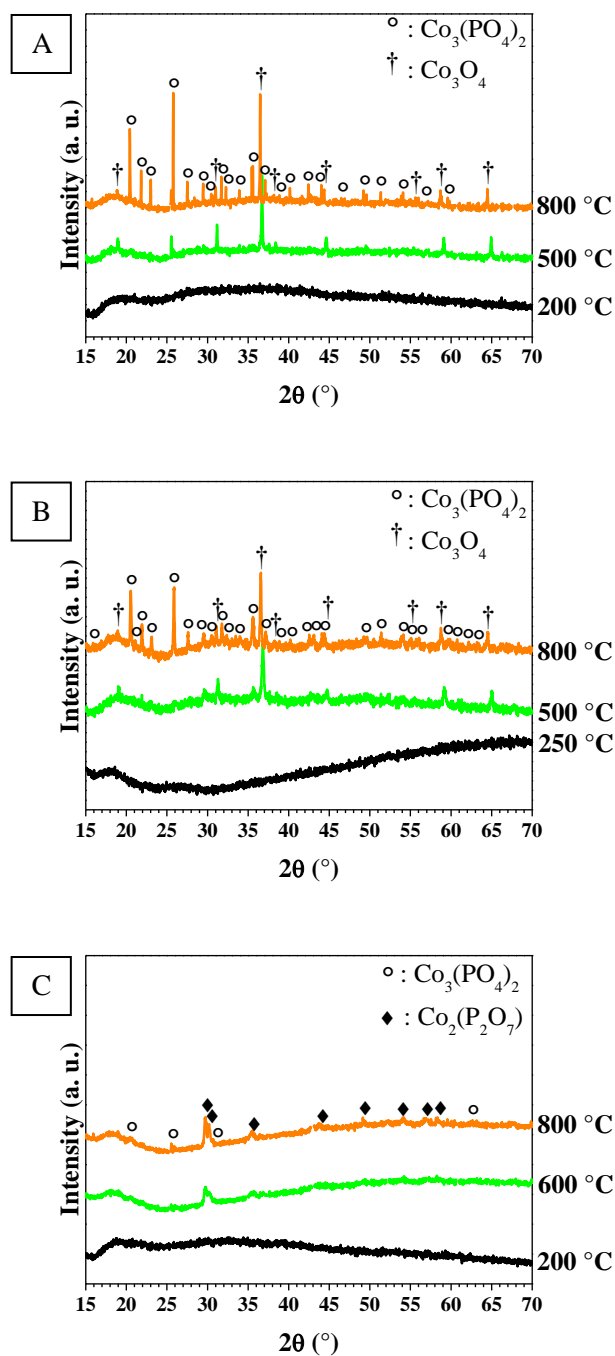 A
○ : Co₃(PO₄)₂
† : Co₃O₄
Intensity (a. u.)
800 °C
500 °C
200 °C
15 20 25 30 35 40 45 50 55 60 65 70
2θ (°)
B
○ : Co₃(PO₄)₂
† : Co₃O₄
Intensity (a. u.)
800 °C
500 °C
250 °C
15 20 25 30 35 40 45 50 55 60 65 70
2θ (°)
C
○ : Co₃(PO₄)₂
♦ : Co₂(P₂O₇)
Intensity (a. u.)
800 °C
600 °C
200 °C
15 20 25 30 35 40 45 50 55 60 65 70
2θ (°)